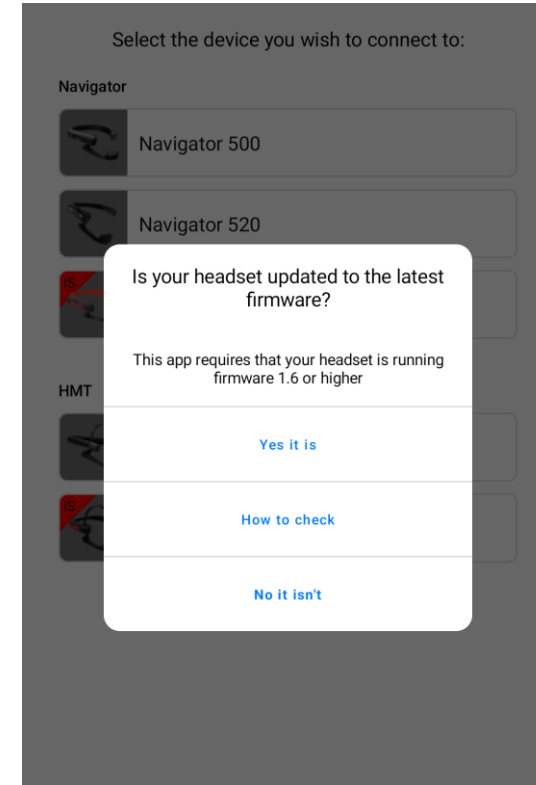 Select the device you wish to connect to:
Navigator
Navigator 500
Navigator 520
IS
Is your headset updated to the latest
firmware?
This app requires that your headset is running
firmware 1.6 or higher
HMT
IS
Yes it is
How to check
No it isn't